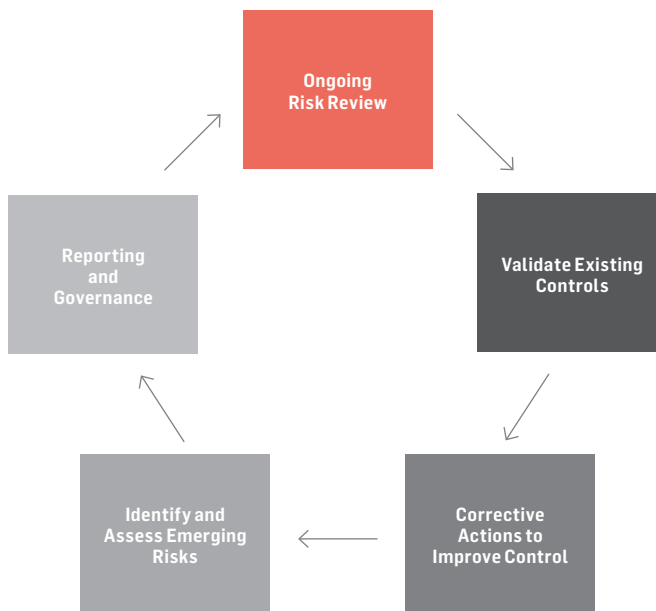 Ongoing
Risk Review
Validate Existing
Controls
Corrective
Actions to
Improve Control
Identify and
Assess Emerging
Risks
Reporting
and
Governance